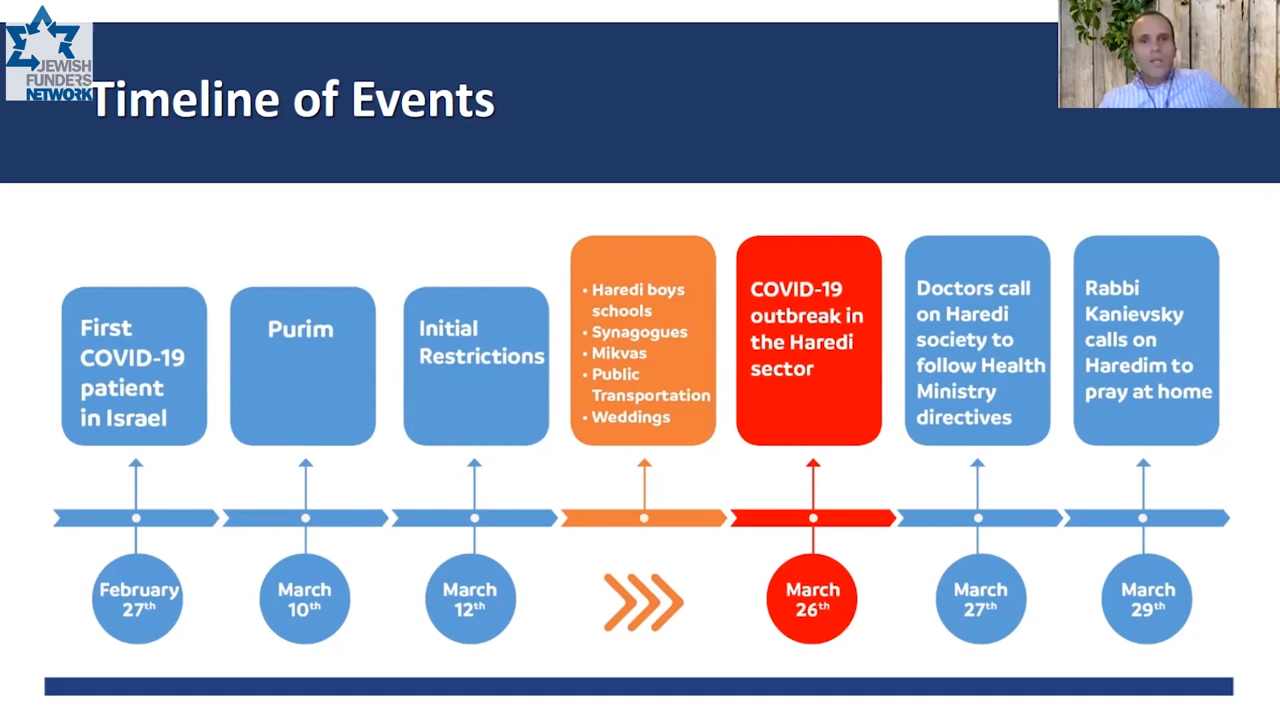 JEWISH
FUNDERS
NETWORK
Timeline of Events
First
COVID-19
patient
in Israel
Purim
Initial
Restrictions
• Haredi boys
schools
• Synagogues
• Mikvas
• Public
Transportation
• Weddings
COVID-19
outbreak in
the Haredi
sector
Doctors call
on Haredi
society to
follow Health
Ministry
directives
Rabbi
Kanievsky
calls on
Haredim to
pray at home
February
27th
March
10th
March
12th
March
26th
March
27th
March
29th